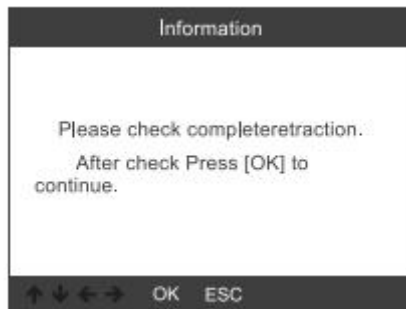 Information
Please check completeretraction.
After check Press [OK] to
continue.
OK ESC